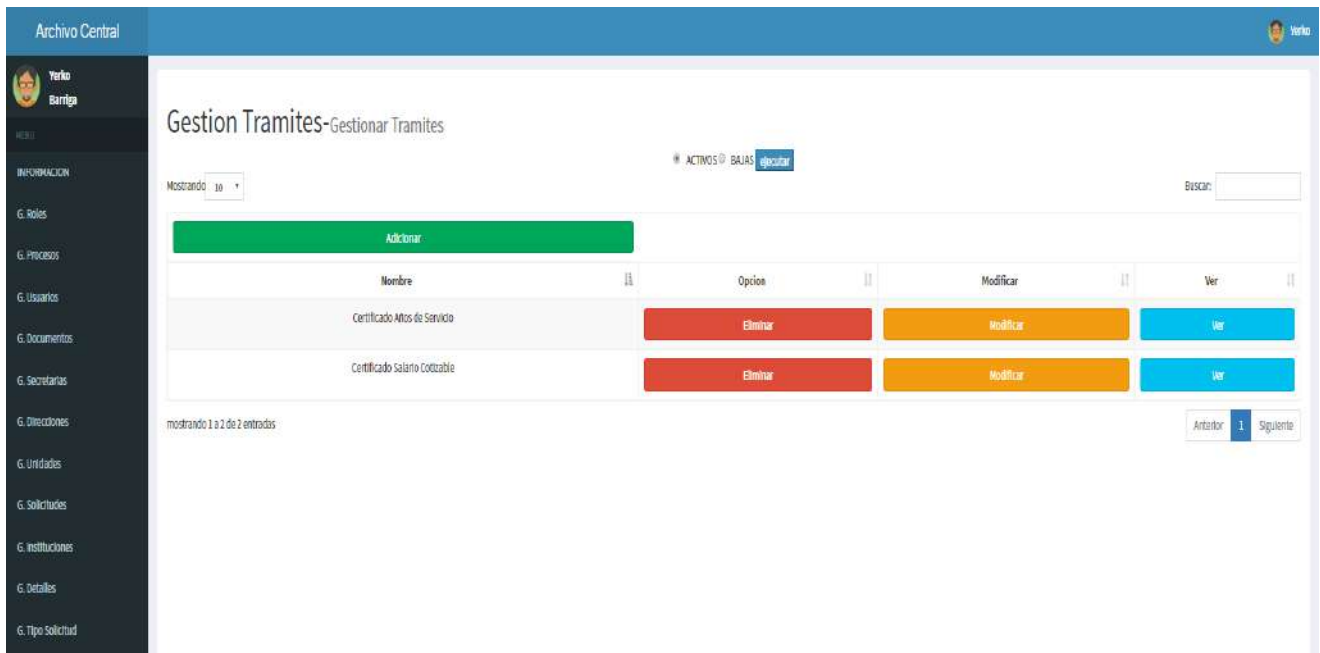 Archivo Central
Yerko
Yerko
Barriga
MENU
INFORMACION
G. Roles
G. Procesos
G. Usuarios
G. Documentos
G. Secretarias
G. Direcciones
G. Unidades
G. Solicitudes
G. Instituciones
G. Detalles
G. Tipo Solicitud
Gestion Tramites-Gestionar Tramites
ACTIVOS BAJAS ejecutar
Mostrando 10 Buscar:
Adicionar
Nombre Opcion Modificar Ver
Certificado Años de Servicio Eliminar Modificar Ver
Certificado Salario Cotizable Eliminar Modificar Ver
mostrando 1 a 2 de 2 entradas Anterior 1 Siguiente